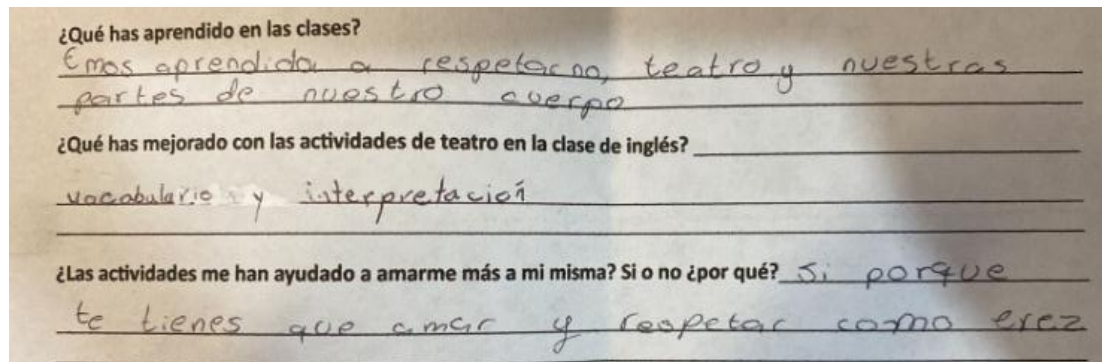 ¿Qué has aprendido en las clases?
Emos aprendido a respetarno, teatro y nuestras
partes de nuestro cuerpo
¿Qué has mejorado con las actividades de teatro en la clase de inglés?
vocabulario y interpretación
¿Las actividades me han ayudado a amarme más a mi misma? Si o no ¿por qué? Si porque
te tienes que amar y respetar como erez